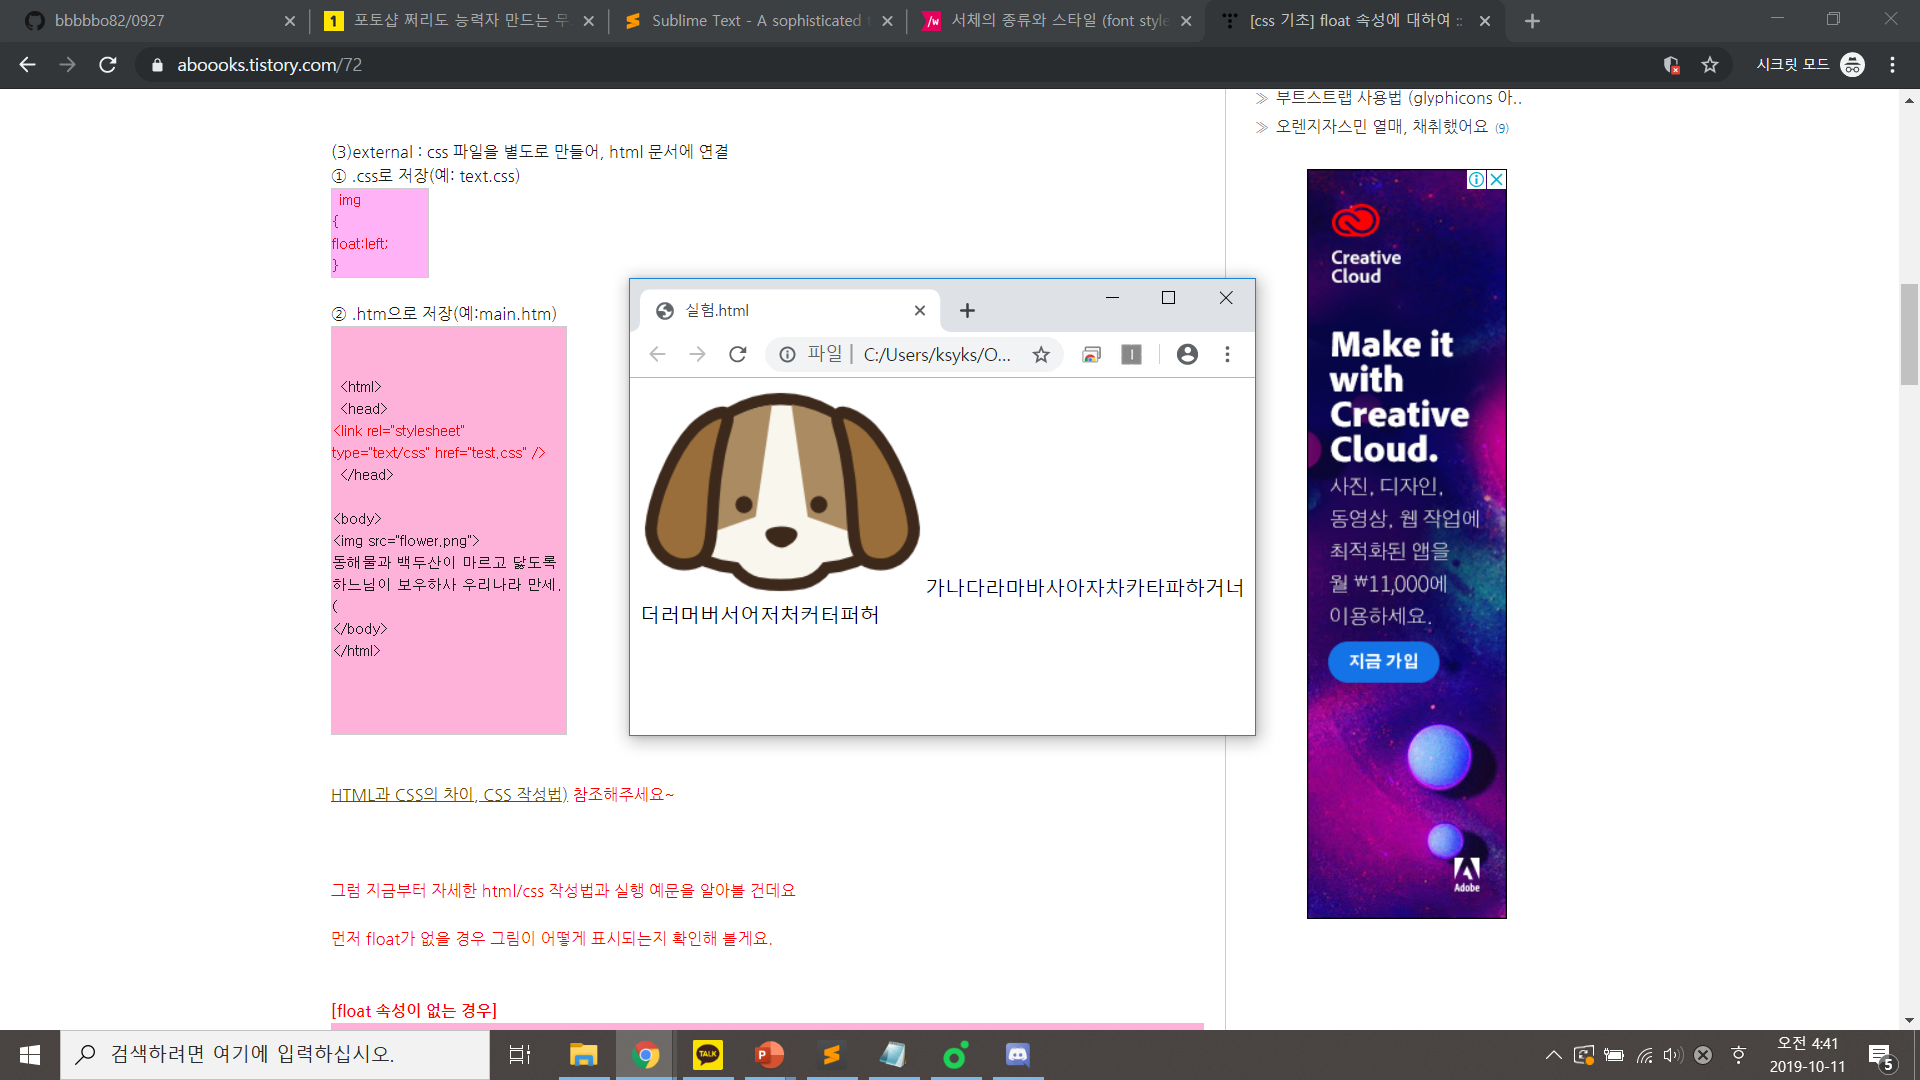 bbbbbo82/0927
포토샵 쩌리도 능력자 만드는 무
Sublime Text - A sophisticated t
서체의 종류와 스타일 (font style
[css 기초] float 속성에 대하여 ::
aboooks.tistory.com/72
시크릿 모드
≫ 부트스트랩 사용법 (glyphicons 아..
≫ 오렌지자스민 열매, 채취했어요 (9)
(3)external : css 파일을 별도로 만들어, html 문서에 연결
① .css로 저장(예: text.css)
img
{
float:left;
}
② .htm으로 저장(예:main.htm)
<html>
<head>
<link rel="stylesheet"
type="text/css" href="test.css" />
</head>
<body>
<img src="flower.png">
동해물과 백두산이 마르고 닳도록
하느님이 보우하사 우리나라 만세.
(
</body>
</html>
실험.html
파일 | C:/Users/ksyks/O...
가나다라마바사아자차카타파하거너
더러머버서어저처커터퍼허
HTML과 CSS의 차이, CSS 작성법) 참조해주세요~
그럼 지금부터 자세한 html/css 작성법과 실행 예문을 알아볼 건데요
먼저 float가 없을 경우 그림이 어떻게 표시되는지 확인해 볼게요.
[float 속성이 없는 경우]
Creative
Cloud
Make it
with
Creative
Cloud.
사진, 디자인,
동영상, 웹 작업에
최적화된 앱을
월 ₩11,000에
이용하세요.
지금 가입
Adobe
검색하려면 여기에 입력하십시오.
TALK
오전 4:41
2019-10-11
5